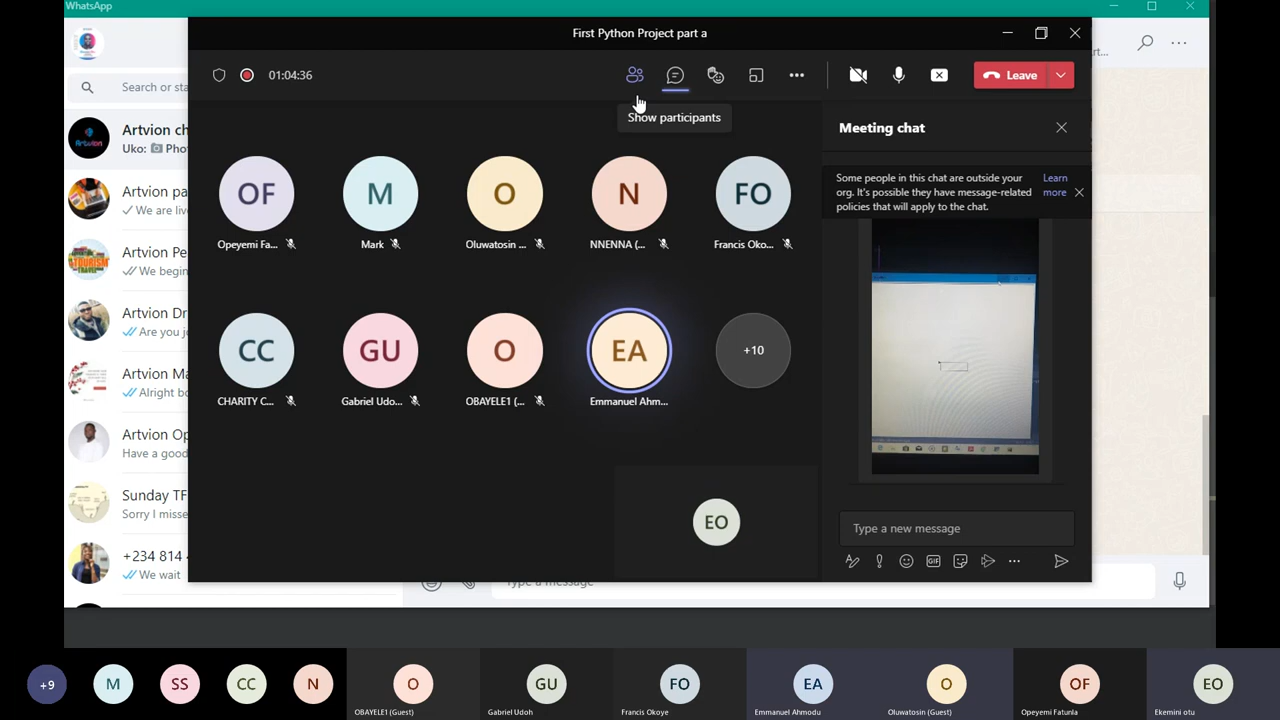 WhatsApp
First Python Project part a
01:04:36
Leave
Show participants
Search or sta
Artvion ch
Uko: Pho
Artvion pa
We are liv
Artvion Pe
We begin
Artvion Dr
Are you j
Artvion Ma
Alright bo
Artvion Op
Have a good
Sunday TF
Sorry I misse
+234 814
We wait
OF
Opeyemi Fa...
M
Mark
O
Oluwatosin ...
N
NNENNA (...
FO
Francis Oko...
CC
CHARITY C...
GU
Gabriel Udo...
O
OBAYELE1 (...
EA
Emmanuel Ahm...
+10
EO
Meeting chat
Some people in this chat are outside your
org. It's possible they have message-related
policies that will apply to the chat.
Learn
more
Type a new message
GIF
Type a message
+9
M
SS
CC
N
O
OBAYELE1 (Guest)
GU
Gabriel Udoh
FO
Francis Okoye
EA
Emmanuel Ahmodu
O
Oluwatosin (Guest)
OF
Opeyemi Fatunla
EO
Ekemini otu